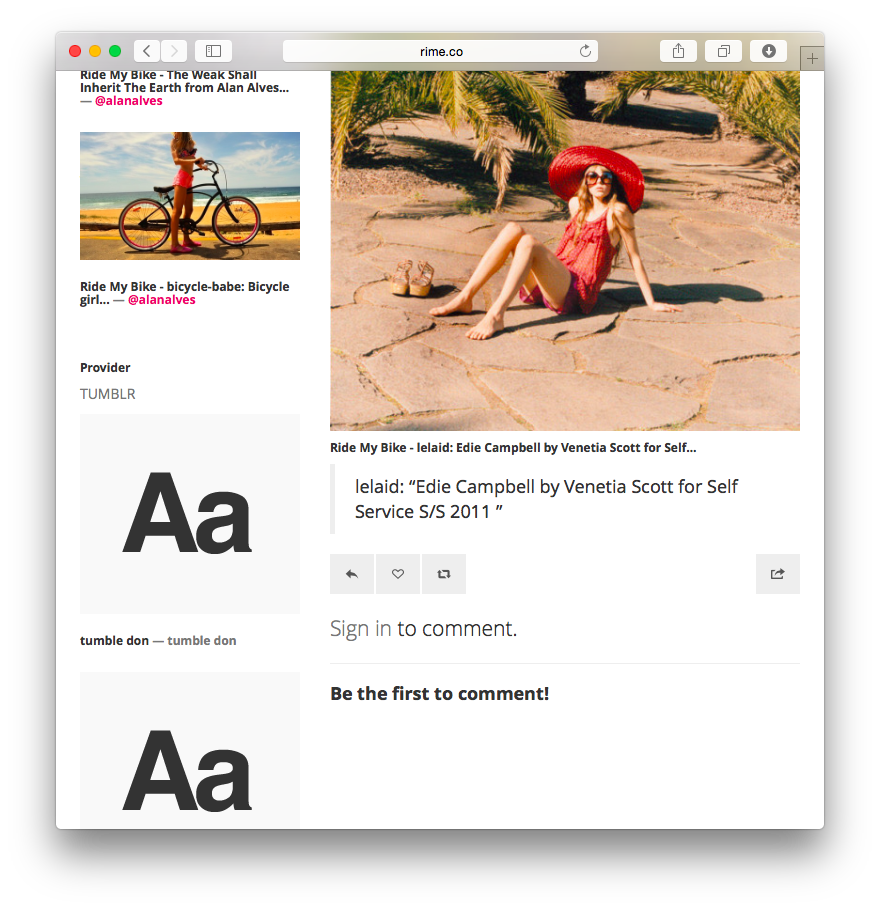 rime.co
Ride My Bike - The Weak Shall
Inherit The Earth from Alan Alves...
— @alanalves
Ride My Bike - bicycle-babe: Bicycle
girl... — @alanalves
Provider
TUMBLR
Aa
tumble don — tumble don
Aa
Ride My Bike - lelaid: Edie Campbell by Venetia Scott for Self...
lelaid: “Edie Campbell by Venetia Scott for Self
Service S/S 2011 ”
Sign in to comment.
Be the first to comment!